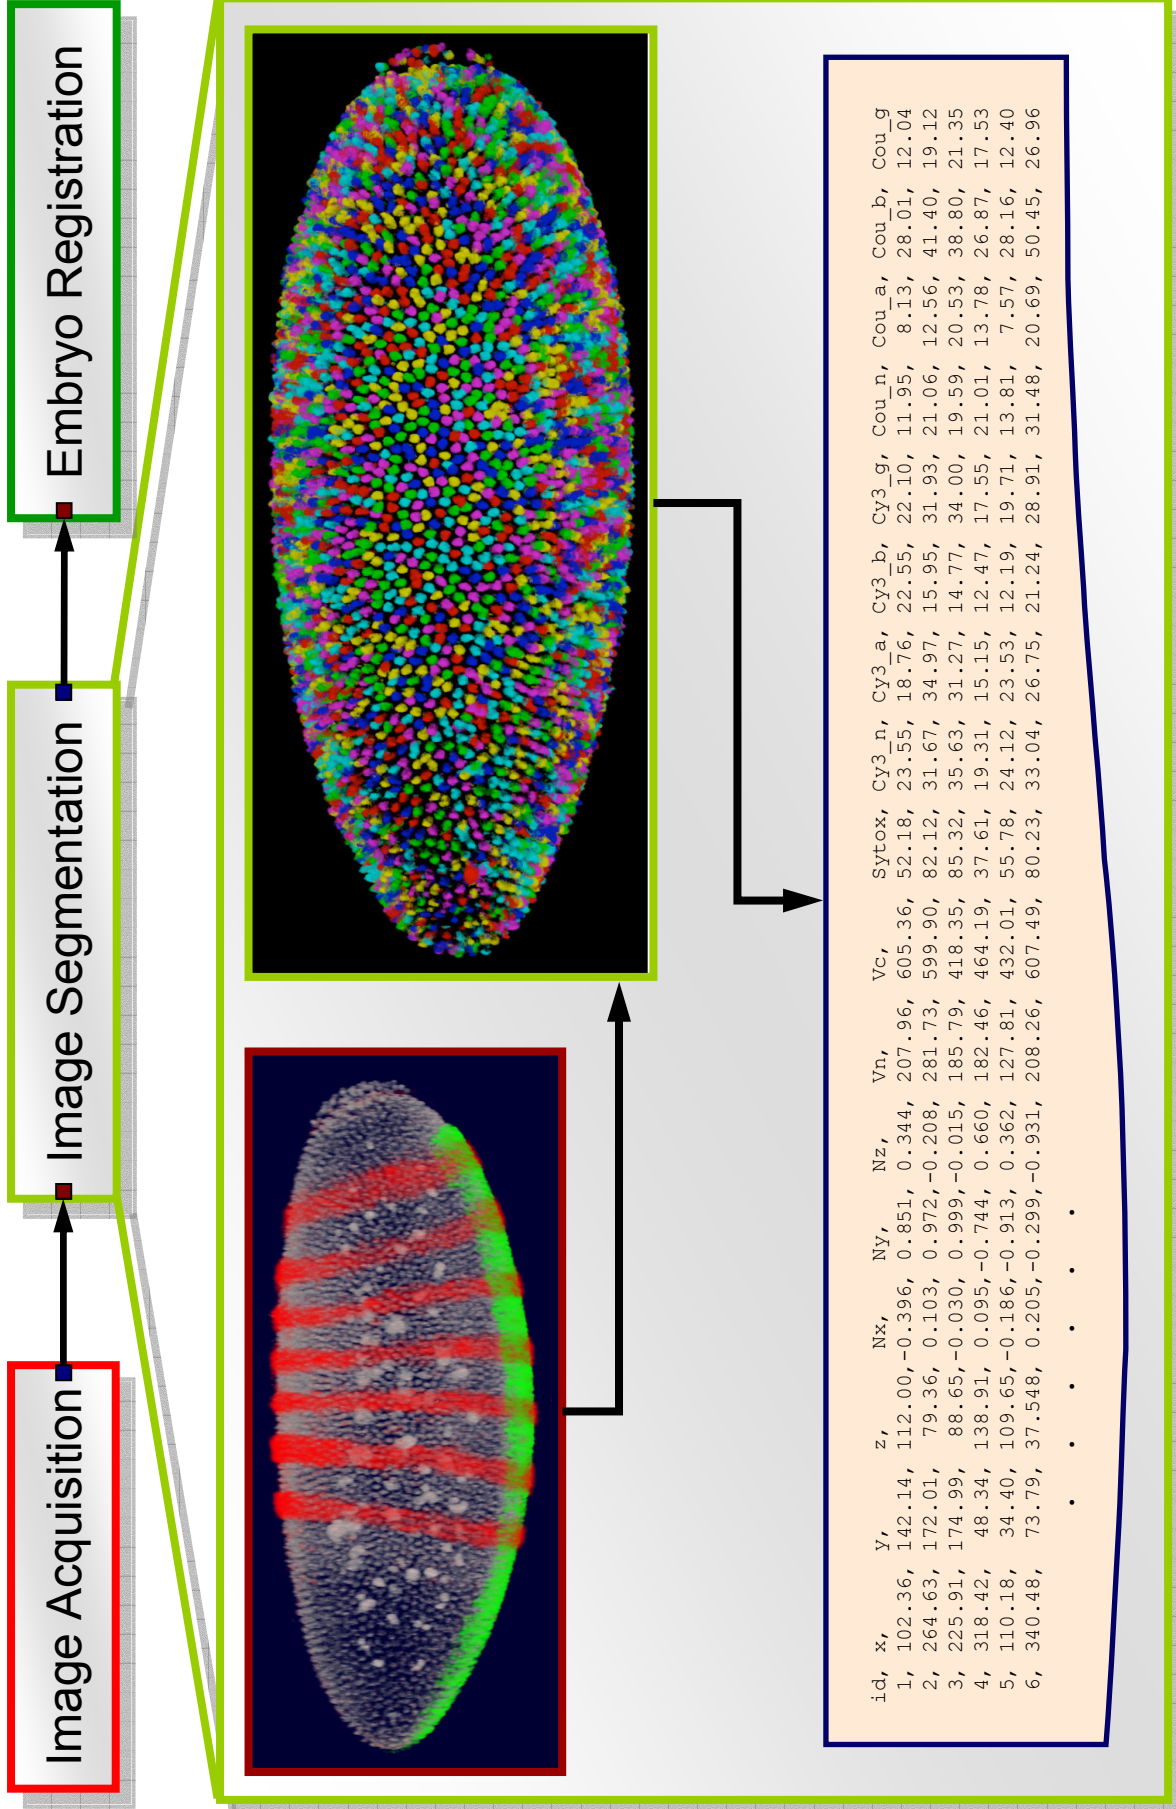 Image Acquisition
Image Segmentation
Embryo Registration
id, x, y, z, Nx, Ny, Nz, Vn, Vc, Sytox, Cy3_n, Cy3_a, Cy3_b, Cy3_g, Cou_n, Cou_a, Cou_b, Cou_g
1, 102.36, 142.14, 112.00,-0.396, 0.851, 0.344, 207.96, 605.36, 52.18, 23.55, 18.76, 22.55, 22.10, 11.95, 8.13, 28.01, 12.04
2, 264.63, 172.01, 79.36, 0.103, 0.972,-0.208, 281.73, 599.90, 82.12, 31.67, 34.97, 15.95, 31.93, 21.06, 12.56, 41.40, 19.12
3, 225.91, 174.99, 88.65,-0.030, 0.999,-0.015, 185.79, 418.35, 85.32, 35.63, 31.27, 14.77, 34.00, 19.59, 20.53, 38.80, 21.35
4, 318.42, 48.34, 138.91, 0.095,-0.744, 0.660, 182.46, 464.19, 37.61, 19.31, 15.15, 12.47, 17.55, 21.01, 13.78, 26.87, 17.53
5, 110.18, 34.40, 109.65,-0.186,-0.913, 0.362, 127.81, 432.01, 55.78, 24.12, 23.53, 12.19, 19.71, 13.81, 7.57, 28.16, 12.40
6, 340.48, 73.79, 37.548, 0.205,-0.299,-0.931, 208.26, 607.49, 80.23, 33.04, 26.75, 21.24, 28.91, 31.48, 20.69, 50.45, 26.96
. . . . . .